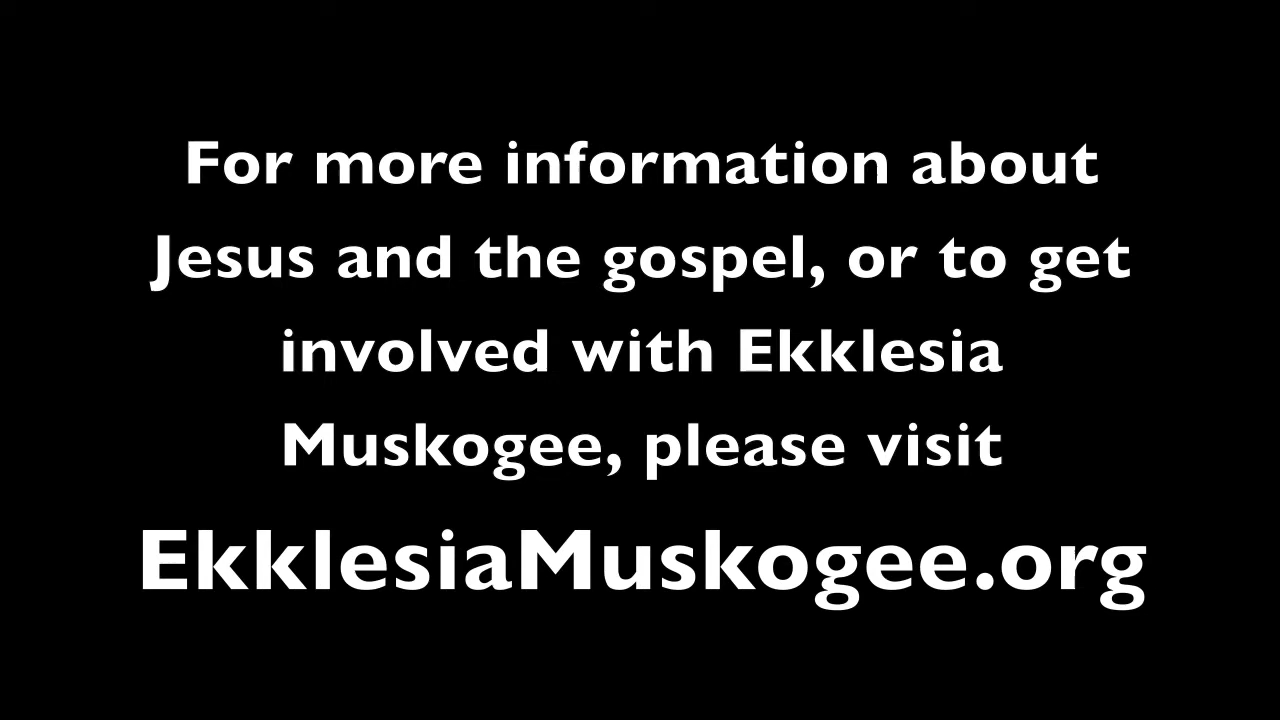 For more information about
Jesus and the gospel, or to get
involved with Ekklesia
Muskogee, please visit
EkklesiaMuskogee.org